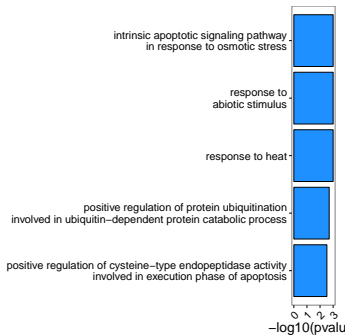 intrinsic apoptotic signaling pathway
in response to osmotic stress
response to
abiotic stimulus
response to heat
positive regulation of protein ubiquitination
involved in ubiquitin−dependent protein catabolic process
positive regulation of cysteine−type endopeptidase activity
involved in execution phase of apoptosis
0 1 2 3
−log10(pvalu